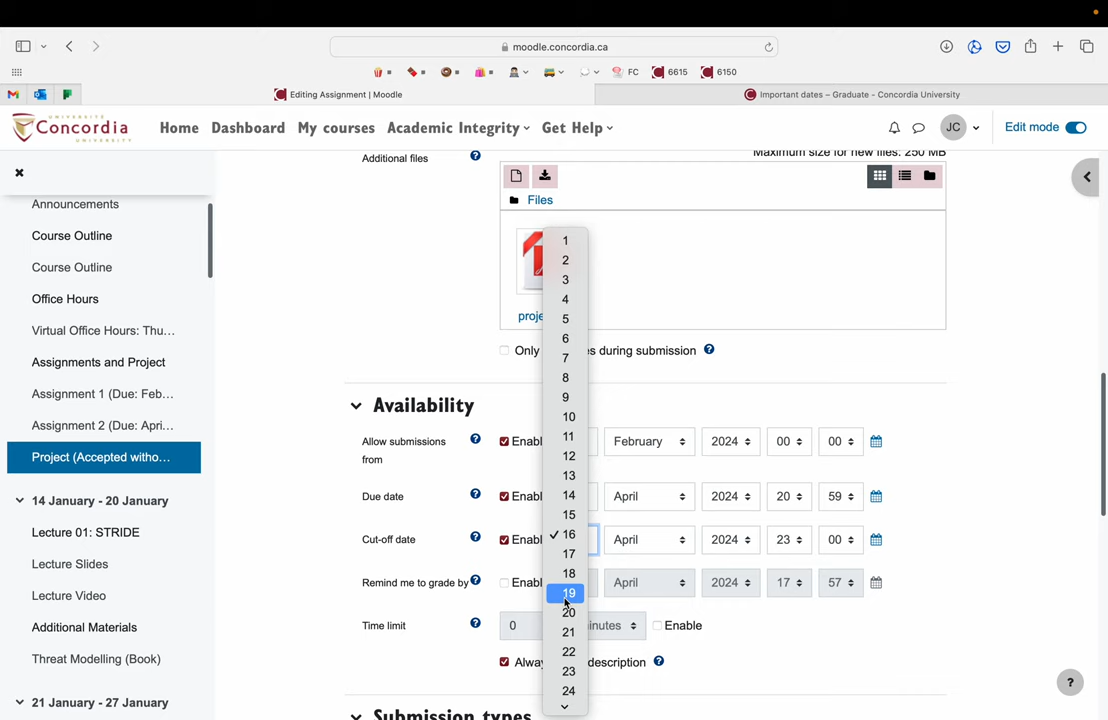 moodle.concordia.ca
FC
6615
6150
Editing Assignment | Moodle
Important dates – Graduate - Concordia University
UNIVERSITÉ
Concordia
UNIVERSITY
Home Dashboard My courses Academic Integrity Get Help
JC
Edit mode
Announcements
Course Outline
Course Outline
Office Hours
Virtual Office Hours: Thu...
Assignments and Project
Assignment 1 (Due: Feb...
Assignment 2 (Due: Apri...
Project (Accepted witho...
14 January - 20 January
Lecture 01: STRIDE
Lecture Slides
Lecture Video
Additional Materials
Threat Modelling (Book)
21 January - 27 January
Additional files
Maximum size for new files: 250 MB
Files
proje
Only es during submission
Availability
Allow submissions from
Enabl February 2024 00 00
Due date
Enabl April 2024 20 59
Cut-off date
Enabl April 2024 23 00
Remind me to grade by
Enabl April 2024 17 57
Time limit
0 inutes Enable
Alway description
Submission types
1
2
3
4
5
6
7
8
9
10
11
12
13
14
15
✓ 16
17
18
19
20
21
22
23
24
?